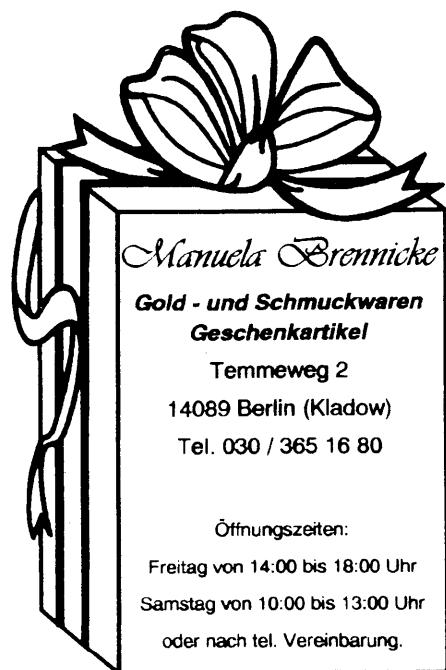 Manuela Brennicke
Gold - und Schmuckwaren
Geschenkartikel
Temmeweg 2
14089 Berlin (Kladow)
Tel. 030 / 365 16 80
Öffnungszeiten:
Freitag von 14:00 bis 18:00 Uhr
Samstag von 10:00 bis 13:00 Uhr
oder nach tel. Vereinbarung.